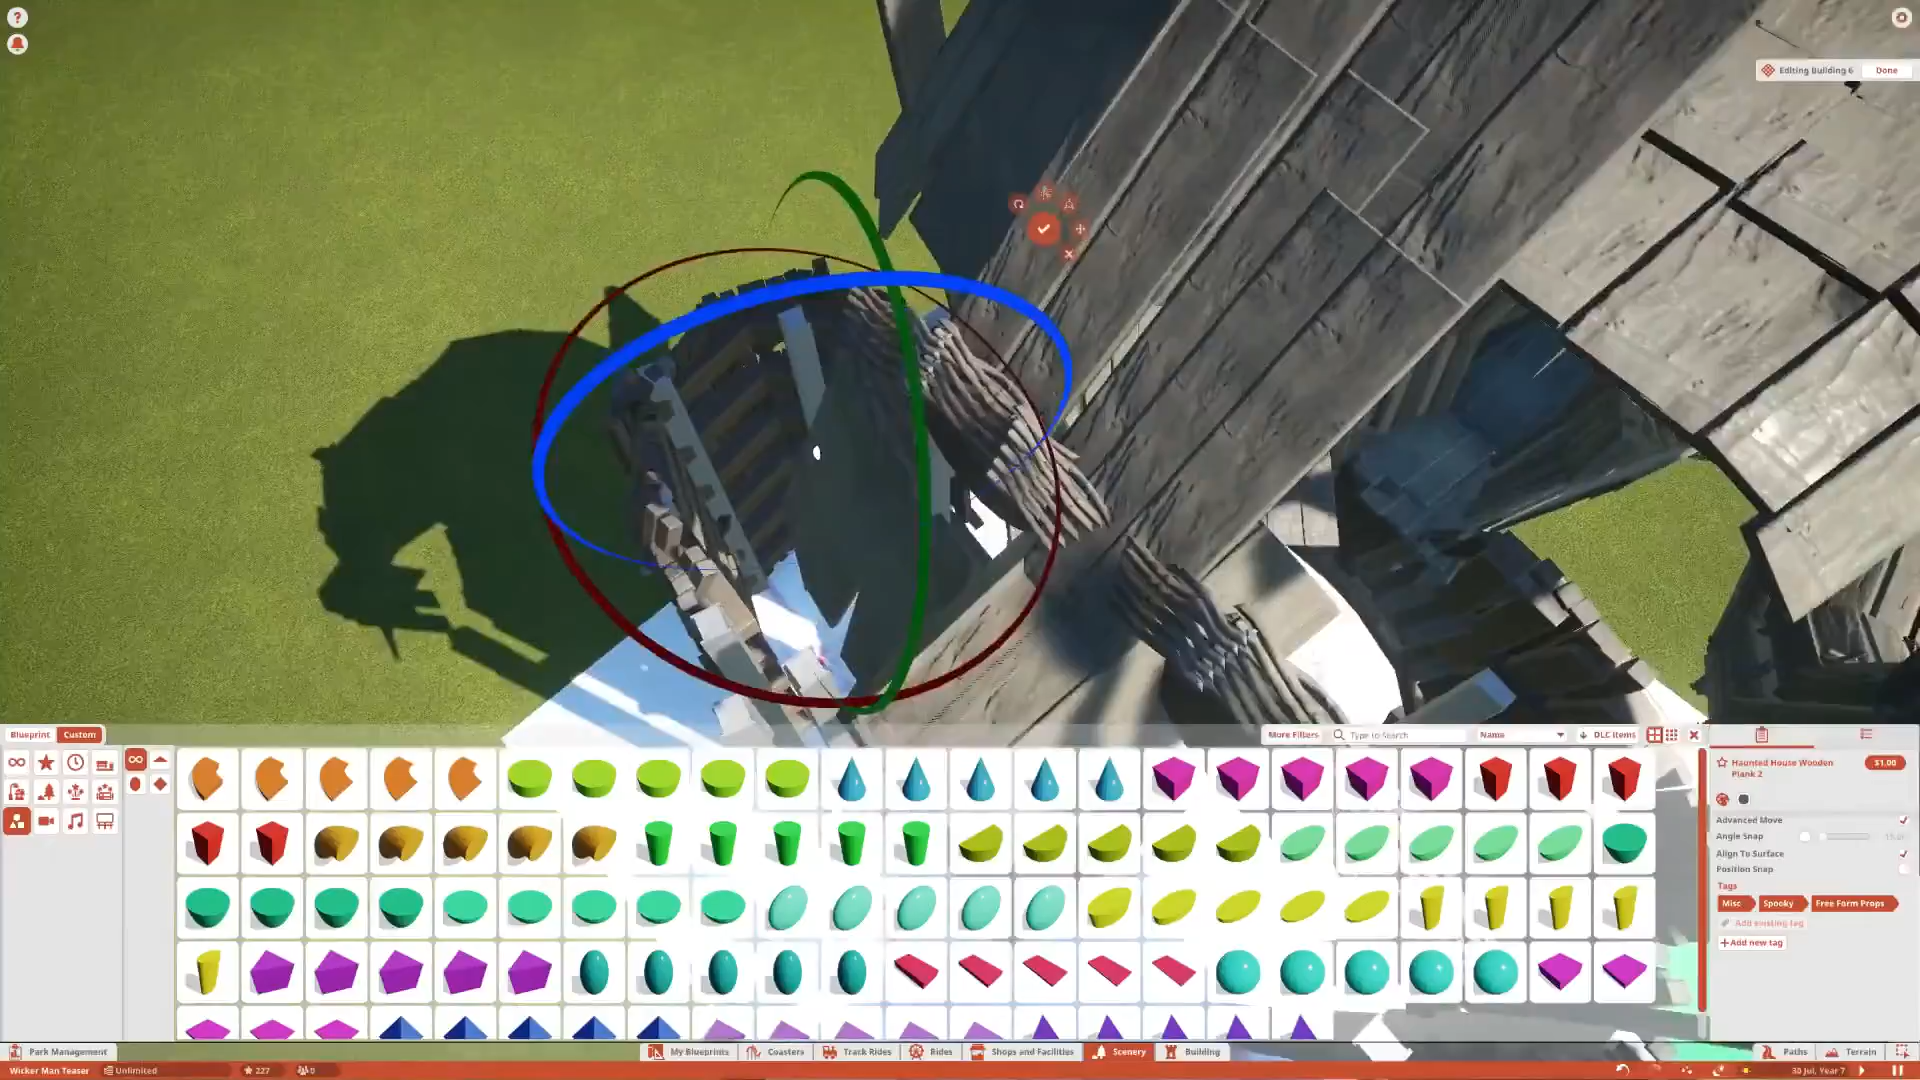 ?
Editing Building 6
Done
Blueprint
Custom
More Filters
Type to Search
Name
DLC Items
Haunted House Wooden
Plank 2
$1.00
Advanced Move
Angle Snap
Align To Surface
Position Snap
Tags
Misc
Spooky
Free Form Props
Add existing tag
+ Add new tag
Park Management
My Blueprints
Coasters
Track Rides
Rides
Shops and Facilities
Scenery
Building
Paths
Terrain
Wicker Man Teaser
Unlimited
227
0
30 Jul, Year 7